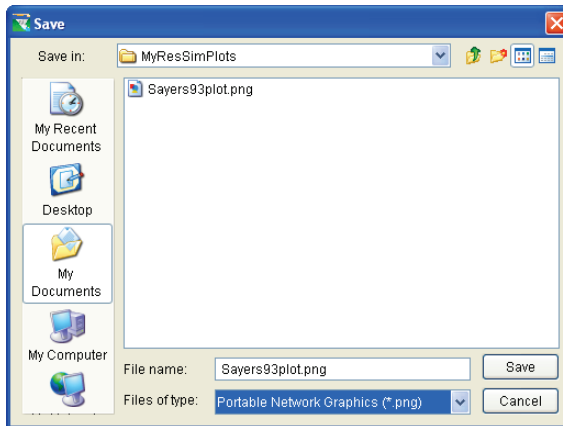 Save
Save in:
MyResSimPlots
Sayers93plot.png
My Recent
Documents
Desktop
My
Documents
My Computer
File name:
Sayers93plot.png
Save
Files of type:
Portable Network Graphics (*.png)
Cancel